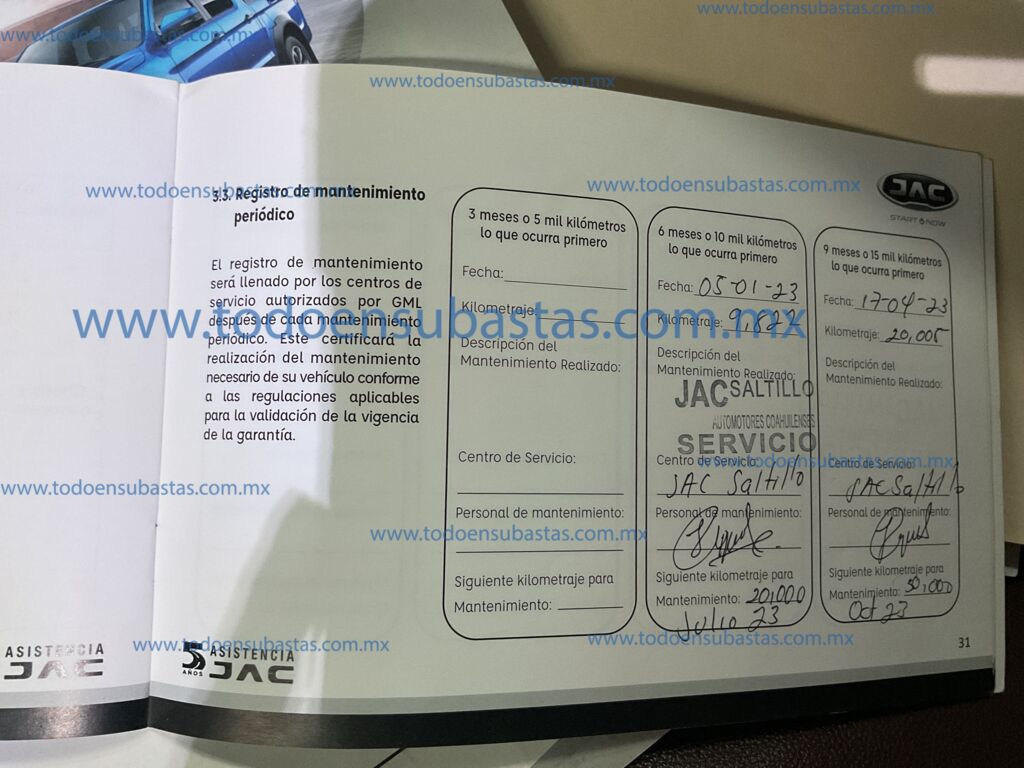 www.todoensubastas.com.mx
www.todoensubastas.com.mx
www.todoensubastas.com.mx
www.todoensubastas.com.mx
www.todoensubastas.com.mx
JAC
START NOW
3.3. Registro de mantenimiento
periódico
El registro de mantenimiento
será llenado por los centros de
servicio autorizados por GML
después de cada mantenimiento
periódico. Este certificará la
realización del mantenimiento
necesario de su vehículo conforme
a las regulaciones aplicables
para la validación de la vigencia
de la garantía.
www.todoensubastas.com.mx
3 meses o 5 mil kilómetros
lo que ocurra primero
Fecha:
Kilometraje:
Descripción del
Mantenimiento Realizado:
Centro de Servicio:
Personal de mantenimiento:
Siguiente kilometraje para
Mantenimiento:
6 meses o 10 mil kilómetros
lo que ocurra primero
Fecha: 05-01-23
Kilometraje: 9,822
Descripción del
Mantenimiento Realizado:
JAC SALTILLO
AUTOMOTORES COAHUILENSES
SERVICIO
Centro de Servicio:
JAC Saltillo
Personal de mantenimiento:
Siguiente kilometraje para
Mantenimiento: 20,000
Julio 23
9 meses o 15 mil kilómetros
lo que ocurra primero
Fecha: 17-04-23
Kilometraje: 20,005
Descripción del
Mantenimiento Realizado:
Centro de Servicio:
JAC Saltillo
Personal de mantenimiento:
Siguiente kilometraje para
Mantenimiento: 30,000
Oct 23
www.todoensubastas.com.mx
www.todoensubastas.com.mx
www.todoensubastas.com.mx
www.todoensubastas.com.mx
www.todoensubastas.com.mx
31
ASISTENCIA
JAC
5 AÑOS ASISTENCIA
JAC